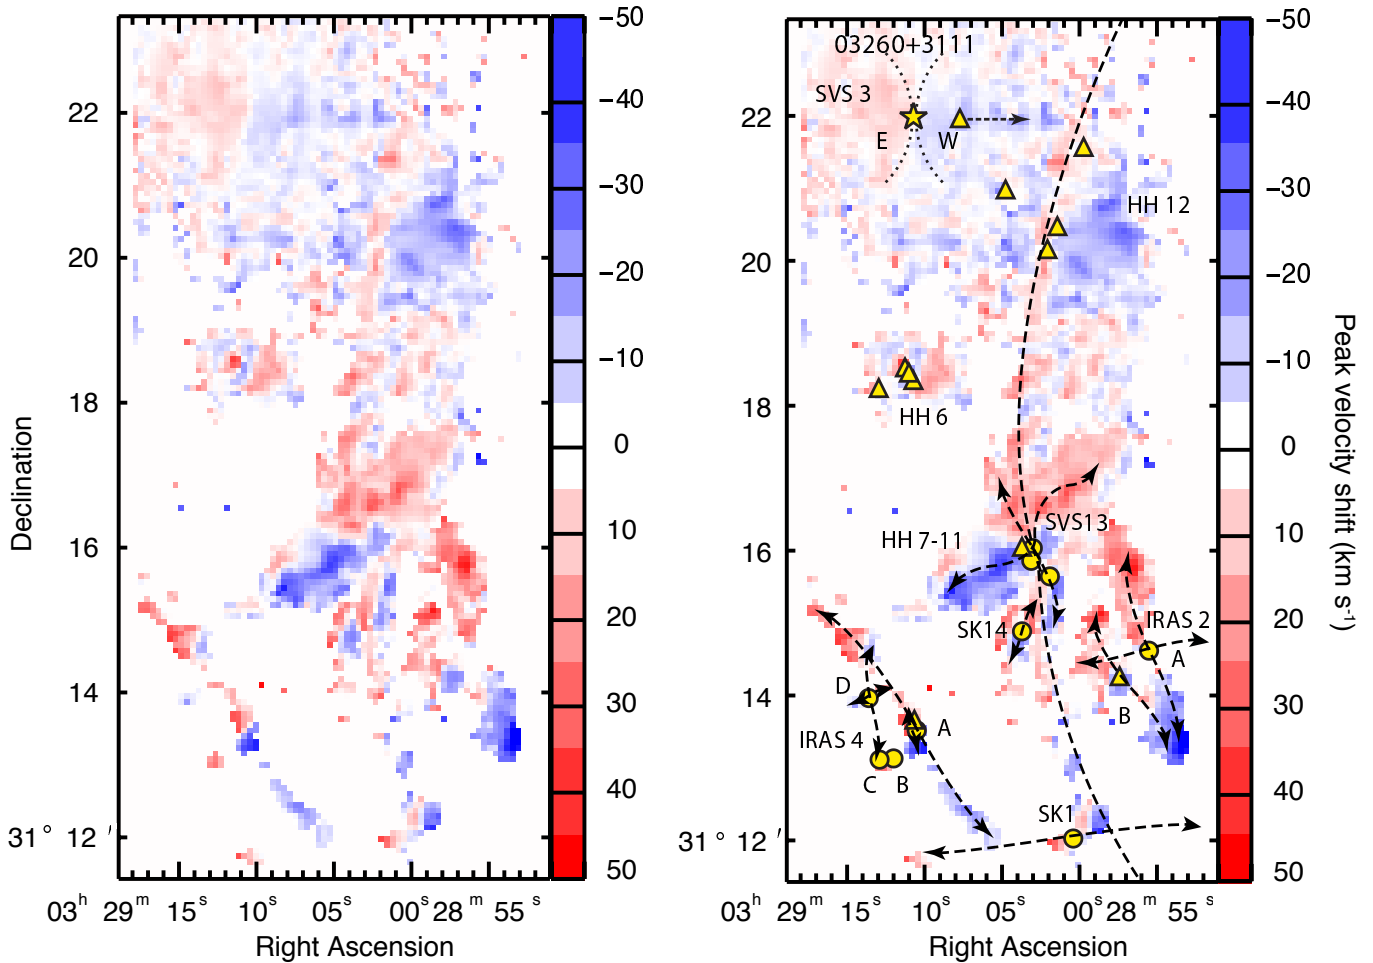 −50
−40
−30
−20
−10
0
10
20
30
40
50
22
20
18
16
14
31° 12′
Declination
03h 29m 15s 10s 05s 00s 28m 55s
Right Ascension
03260+3111
SVS 3
E
W
HH 12
HH 6
SVS13
HH 7-11
SK14
IRAS 2
A
B
D
A
IRAS 4
C
B
SK1
22
20
18
16
14
31° 12′
03h 29m 15s 10s 05s 00s 28m 55s
Right Ascension
−50
−40
−30
−20
−10
0
10
20
30
40
50
Peak velocity shift (km s-1)